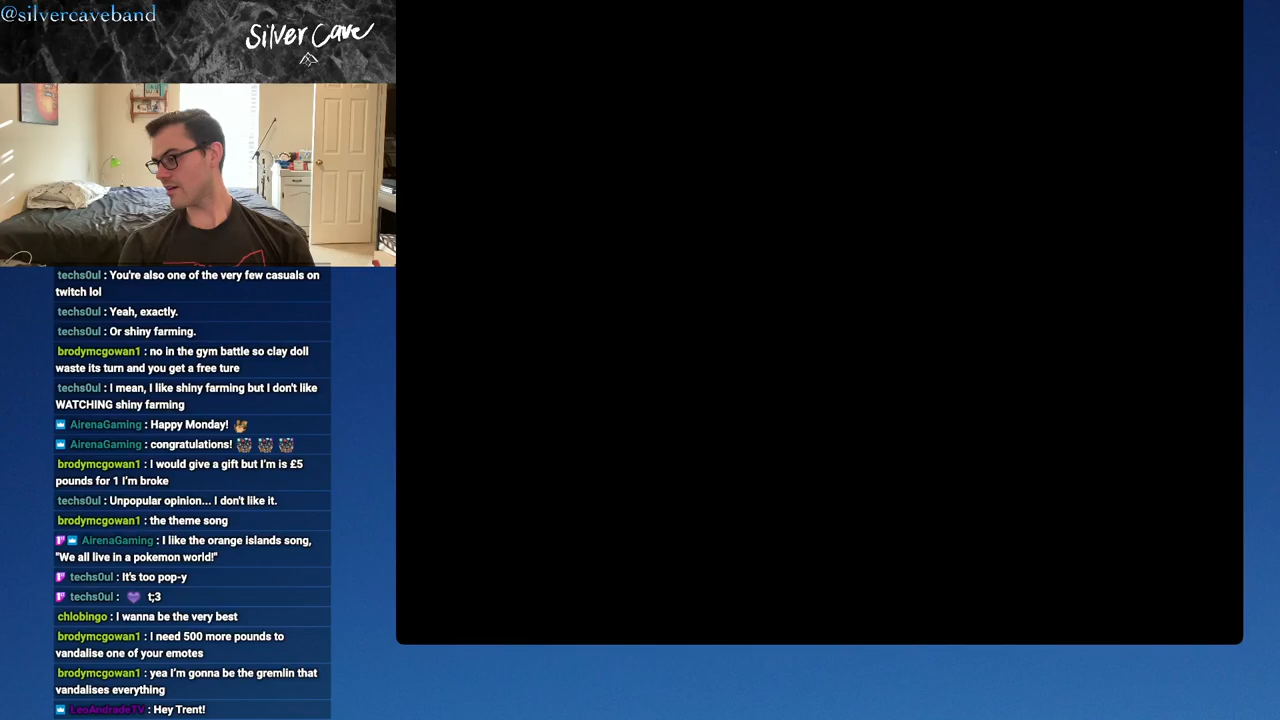 @silvercaveband
Silver Cave
techs0ul : You're also one of the very few casuals on
twitch lol
techs0ul : Yeah, exactly.
techs0ul : Or shiny farming.
brodymcgowan1 : no in the gym battle so clay doll
waste its turn and you get a free ture
techs0ul : I mean, I like shiny farming but I don't like
WATCHING shiny farming
AirenaGaming : Happy Monday!
AirenaGaming : congratulations!
brodymcgowan1 : I would give a gift but I'm is £5
pounds for 1 I'm broke
techs0ul : Unpopular opinion... I don't like it.
brodymcgowan1 : the theme song
AirenaGaming : I like the orange islands song,
"We all live in a pokemon world!"
techs0ul : It's too pop-y
techs0ul : t;3
chlobingo : I wanna be the very best
brodymcgowan1 : I need 500 more pounds to
vandalise one of your emotes
brodymcgowan1 : yea I'm gonna be the gremlin that
vandalises everything
LeoAndradeTV : Hey Trent!